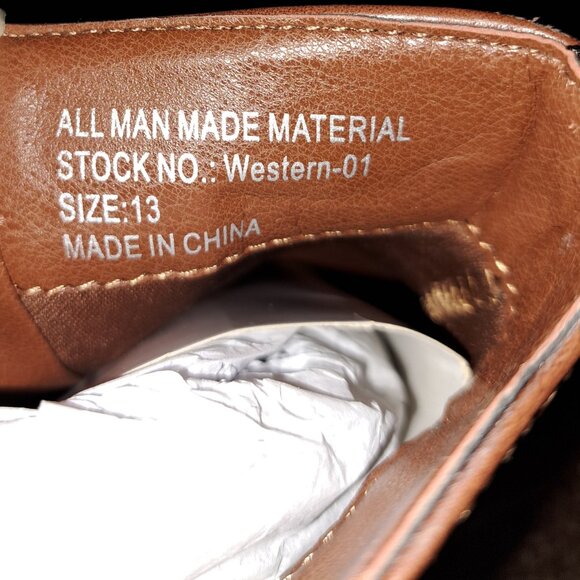 ALL MAN MADE MATERIAL
STOCK NO.: Western-01
SIZE:13
MADE IN CHINA